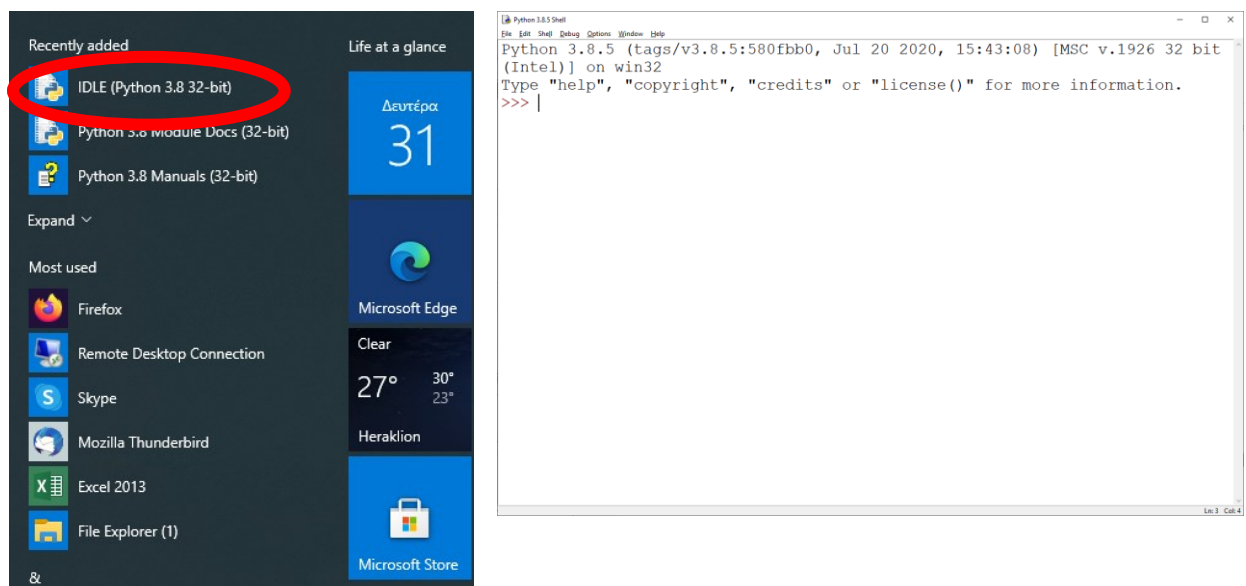 Recently added
Life at a glance
IDLE (Python 3.8 32-bit)
Python 3.8 Module Docs (32-bit)
Python 3.8 Manuals (32-bit)
Expand
Most used
Firefox
Remote Desktop Connection
Skype
Mozilla Thunderbird
Excel 2013
File Explorer (1)
&
Δευτέρα
31
Microsoft Edge
Clear
27° 30°
23°
Heraklion
Microsoft Store
Python 3.8.5 Shell
File Edit Shell Debug Options Window Help
Python 3.8.5 (tags/v3.8.5:580fbb0, Jul 20 2020, 15:43:08) [MSC v.1926 32 bit
(Intel)] on win32
Type "help", "copyright", "credits" or "license()" for more information.
>>>
Ln: 3 Col: 4